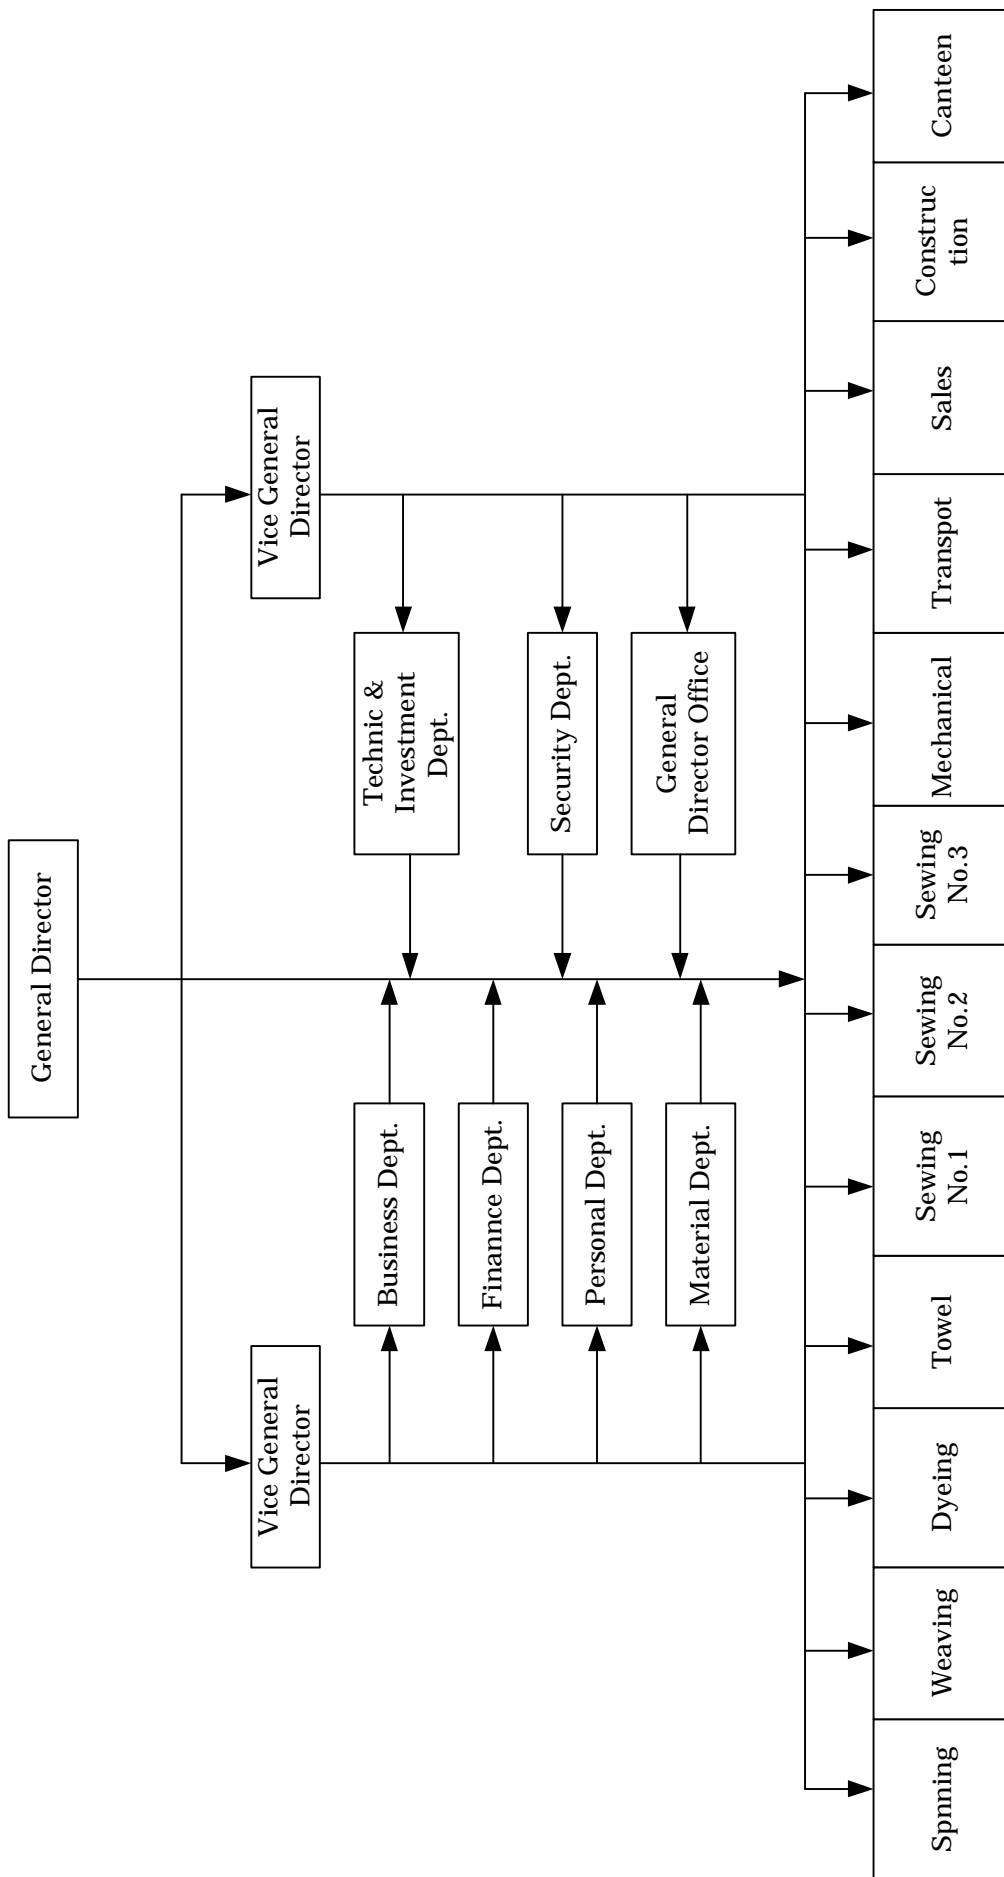 General Director
Vice General
Director
Vice General
Director
Business Dept.
Finannce Dept.
Personal Dept.
Material Dept.
Technic &
Investment
Dept.
Security Dept.
General
Director Office
Spnning
Weaving
Dyeing
Towel
Sewing
No.1
Sewing
No.2
Sewing
No.3
Mechanical
Transpot
Sales
Construc
tion
Canteen